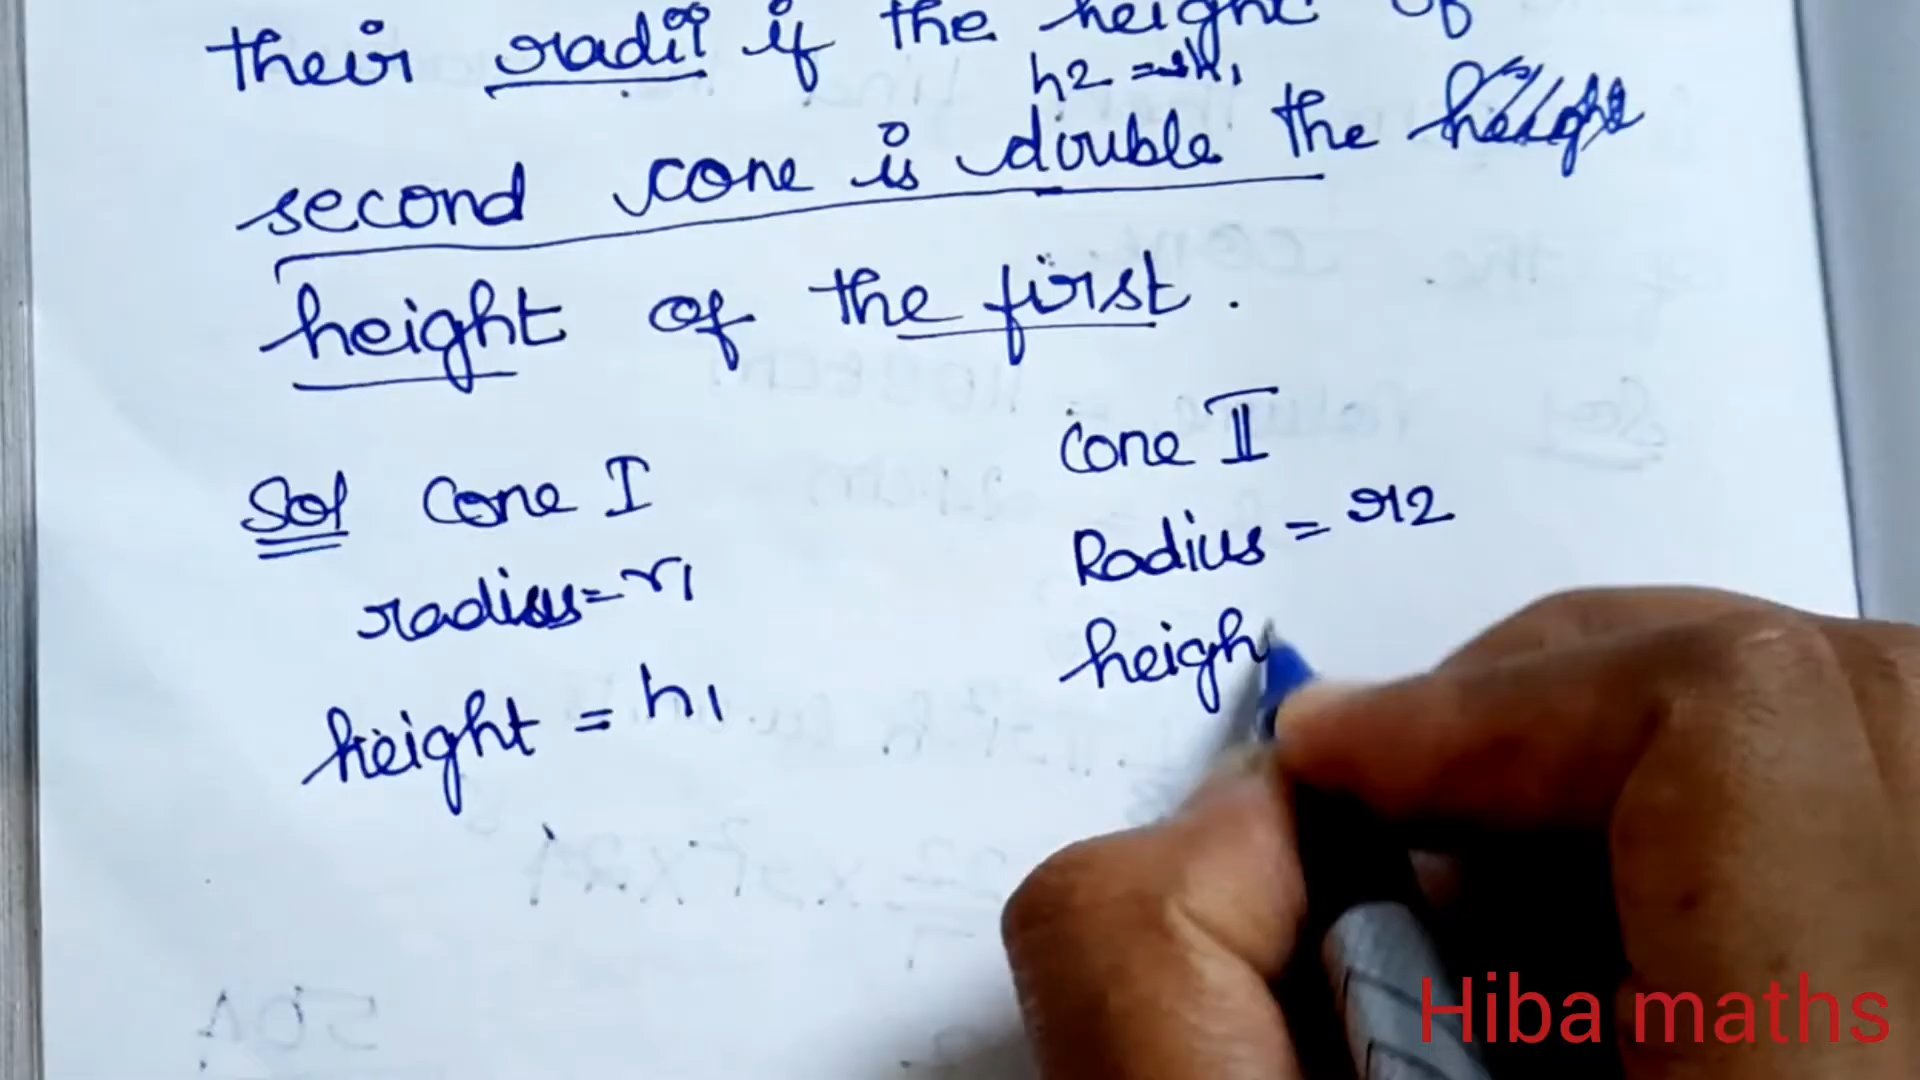 their radii if the height of
h2 = 2h1
second cone is double the height
height of the first.
Sol Cone I
Cone II
radius = r1
Radius = r2
height = h1
heigh
Hiba maths